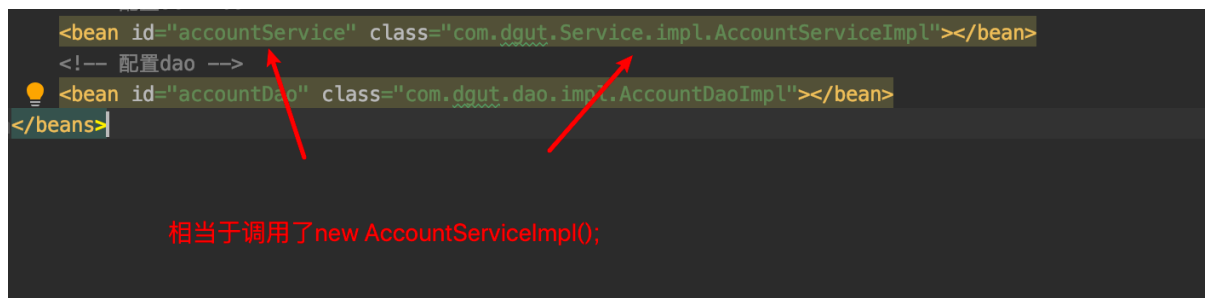 <bean id="accountService" class="com.dgut.Service.impl.AccountServiceImpl"></bean>
<!-- 配置dao -->
<bean id="accountDao" class="com.dgut.dao.impl.AccountDaoImpl"></bean>
</beans>
相当于调用了new AccountServiceImpl();